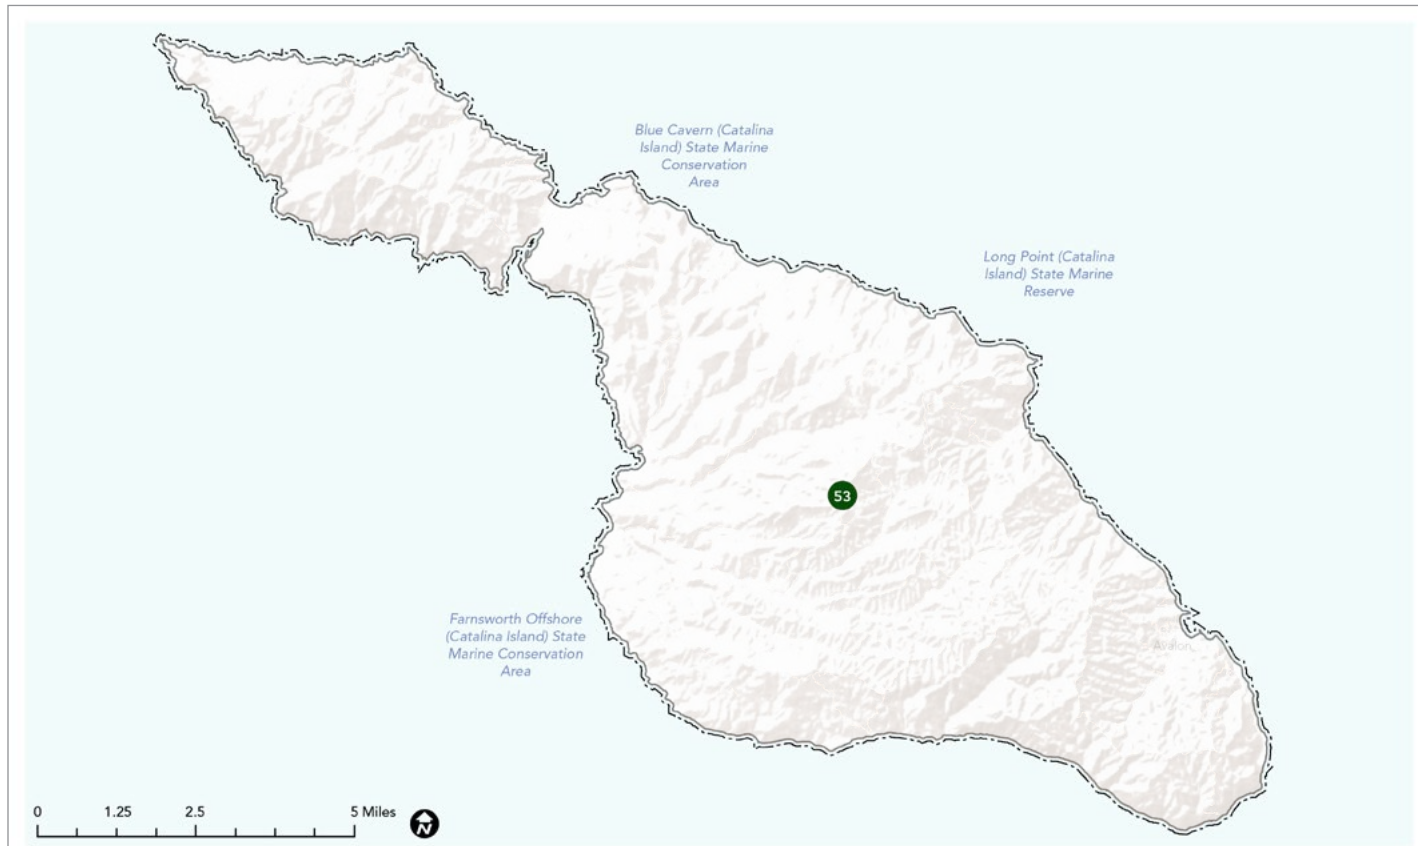 Blue Cavern (Catalina
Island) State Marine
Conservation
Area
Long Point (Catalina
Island) State Marine
Reserve
53
Farnsworth Offshore
(Catalina Island) State
Marine Conservation
Area
Avalon
0 1.25 2.5 5 Miles
N